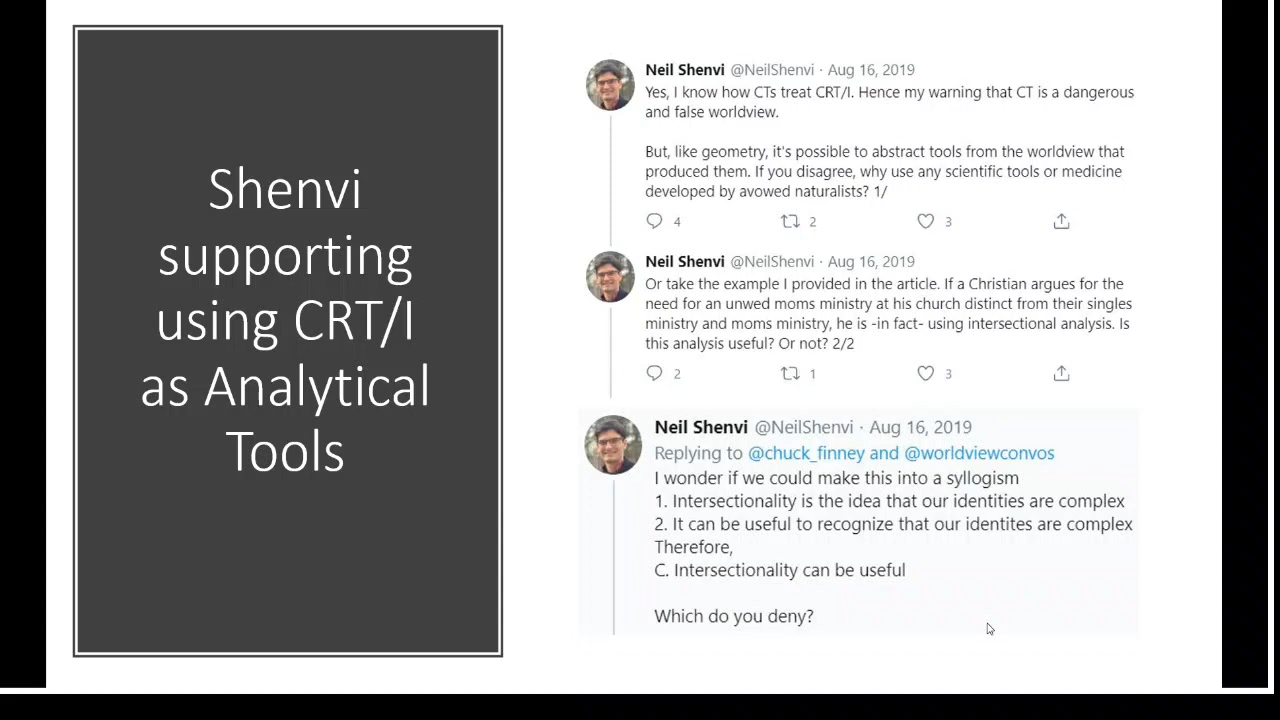 Shenvi
supporting
using CRT/I
as Analytical
Tools
Neil Shenvi @NeilShenvi · Aug 16, 2019
Yes, I know how CTs treat CRT/I. Hence my warning that CT is a dangerous
and false worldview.
But, like geometry, it's possible to abstract tools from the worldview that
produced them. If you disagree, why use any scientific tools or medicine
developed by avowed naturalists? 1/
4 2 3
Neil Shenvi @NeilShenvi · Aug 16, 2019
Or take the example I provided in the article. If a Christian argues for the
need for an unwed moms ministry at his church distinct from their singles
ministry and moms ministry, he is -in fact- using intersectional analysis. Is
this analysis useful? Or not? 2/2
2 1 3
Neil Shenvi @NeilShenvi · Aug 16, 2019
Replying to @chuck_finney and @worldviewconvos
I wonder if we could make this into a syllogism
1. Intersectionality is the idea that our identities are complex
2. It can be useful to recognize that our identites are complex
Therefore,
C. Intersectionality can be useful
Which do you deny?